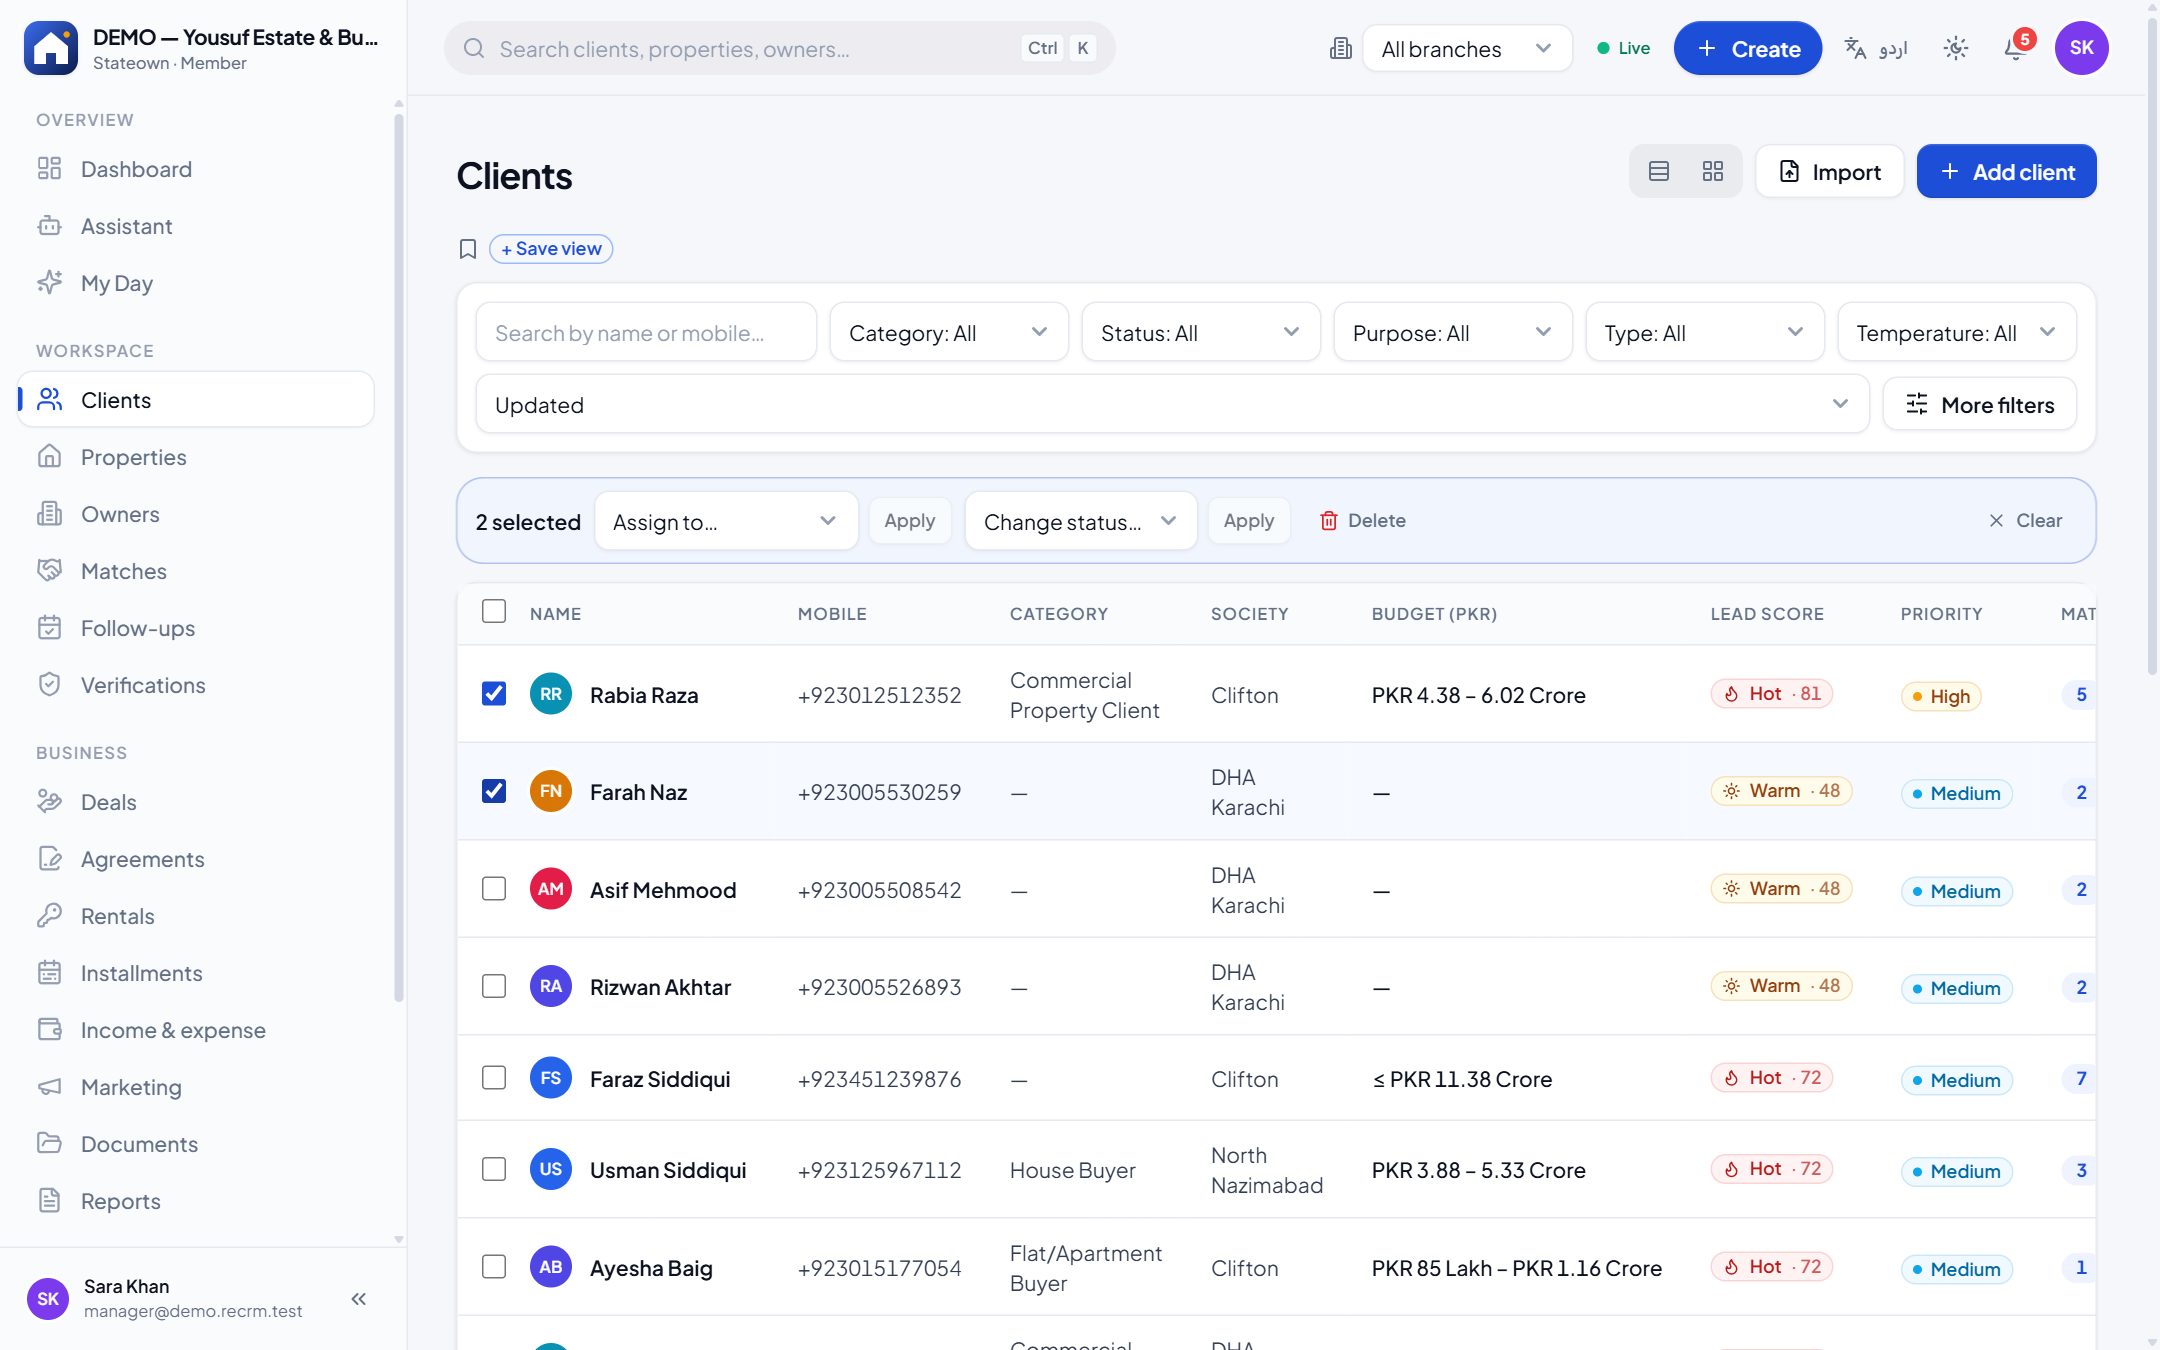 DEMO — Yousuf Estate & Bu...
Stateown · Member
Search clients, properties, owners...
Ctrl K
All branches
Live
+ Create
اردو
5
SK
OVERVIEW
Dashboard
Assistant
My Day
WORKSPACE
Clients
Properties
Owners
Matches
Follow-ups
Verifications
BUSINESS
Deals
Agreements
Rentals
Installments
Income & expense
Marketing
Documents
Reports
SK
Sara Khan
manager@demo.recrm.test
Clients
Import
+ Add client
+ Save view
Search by name or mobile...
Category: All
Status: All
Purpose: All
Type: All
Temperature: All
Updated
More filters
2 selected
Assign to...
Apply
Change status...
Apply
Delete
Clear
NAME MOBILE CATEGORY SOCIETY BUDGET (PKR) LEAD SCORE PRIORITY MAT
RR Rabia Raza +923012512352 Commercial Property Client Clifton PKR 4.38 – 6.02 Crore Hot · 81 High 5
FN Farah Naz +923005530259 — DHA Karachi — Warm · 48 Medium 2
AM Asif Mehmood +923005508542 — DHA Karachi — Warm · 48 Medium 2
RA Rizwan Akhtar +923005526893 — DHA Karachi — Warm · 48 Medium 2
FS Faraz Siddiqui +923451239876 — Clifton ≤ PKR 11.38 Crore Hot · 72 Medium 7
US Usman Siddiqui +923125967112 House Buyer North Nazimabad PKR 3.88 – 5.33 Crore Hot · 72 Medium 3
AB Ayesha Baig +923015177054 Flat/Apartment Buyer Clifton PKR 85 Lakh – PKR 1.16 Crore Hot · 72 Medium 1
Commercial DHA